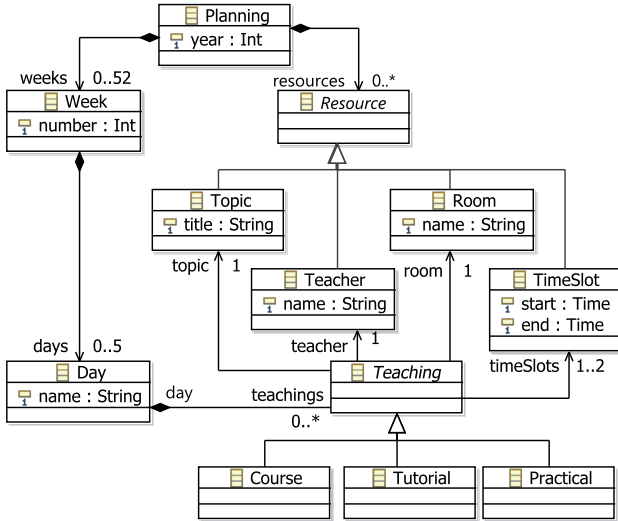 Planning
year : Int
weeks
0..52
resources
0..*
Week
number : Int
Resource
Topic
title : String
Room
name : String
topic
1
Teacher
name : String
room
1
TimeSlot
start : Time
end : Time
teacher
1
timeSlots
1..2
days
0..5
Day
name : String
day
teachings
0..*
Teaching
Course
Tutorial
Practical